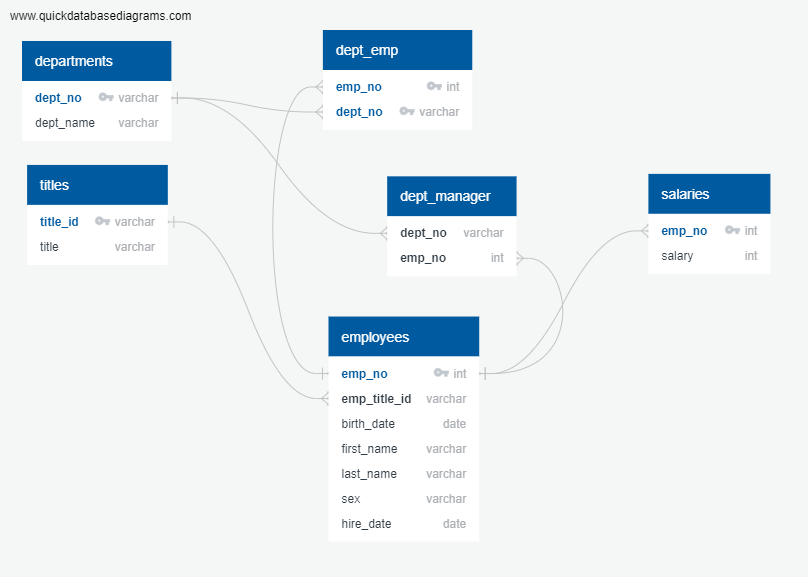 www.quickdatabasediagrams.com
departments
dept_no varchar
dept_name varchar
titles
title_id varchar
title varchar
dept_emp
emp_no int
dept_no varchar
dept_manager
dept_no varchar
emp_no int
salaries
emp_no int
salary int
employees
emp_no int
emp_title_id varchar
birth_date date
first_name varchar
last_name varchar
sex varchar
hire_date date